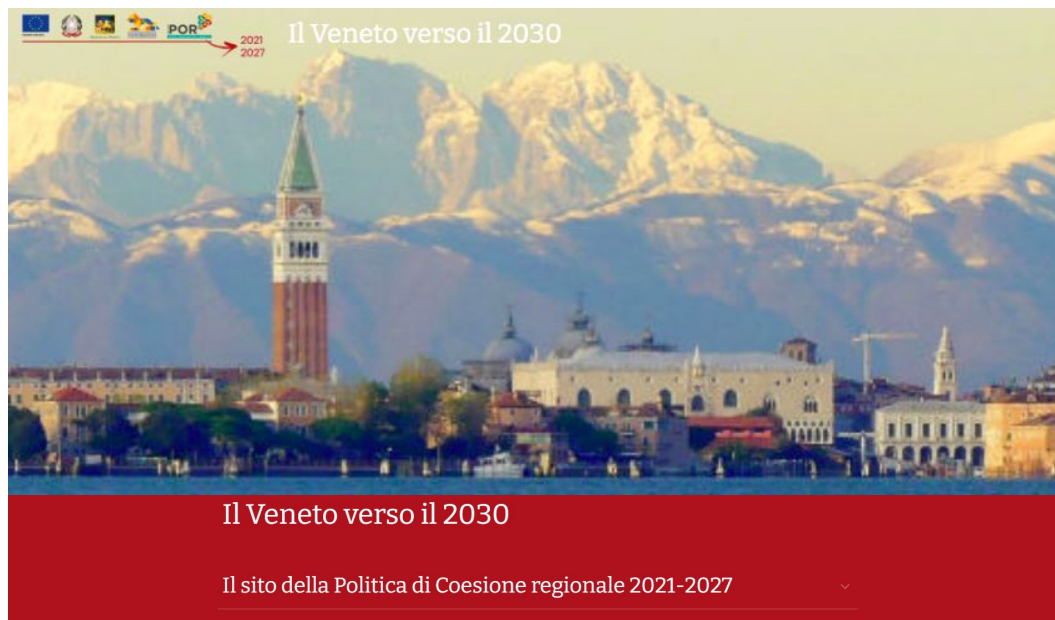 POR
2021
2027
Il Veneto verso il 2030
Il Veneto verso il 2030
Il sito della Politica di Coesione regionale 2021-2027